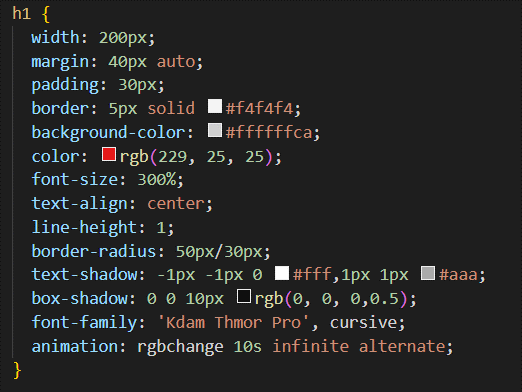 h1 {
width: 200px;
margin: 40px auto;
padding: 30px;
border: 5px solid #f4f4f4;
background-color: #ffffffca;
color: rgb(229, 25, 25);
font-size: 300%;
text-align: center;
line-height: 1;
border-radius: 50px/30px;
text-shadow: -1px -1px 0 #fff,1px 1px #aaa;
box-shadow: 0 0 10px rgb(0, 0, 0,0.5);
font-family: 'Kdam Thmor Pro', cursive;
animation: rgbchange 10s infinite alternate;
}